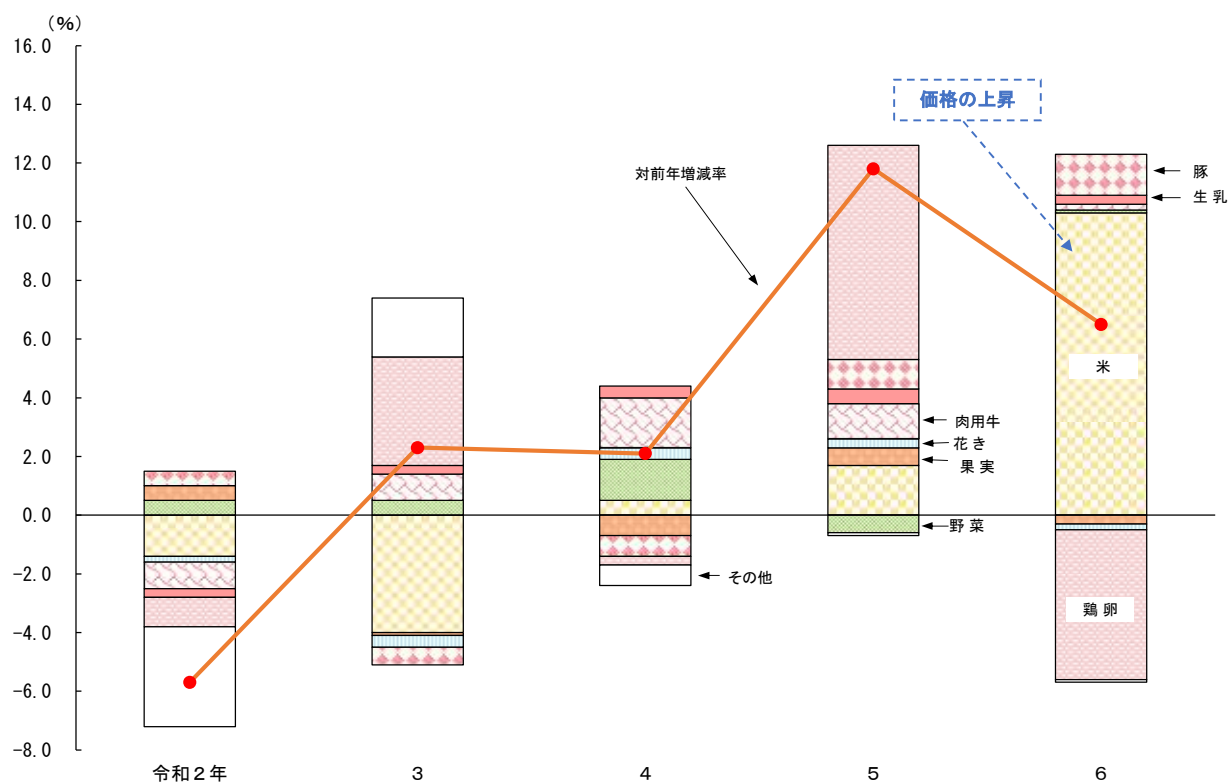 （％）
16.0
14.0
12.0
10.0
8.0
6.0
4.0
2.0
0.0
-2.0
-4.0
-6.0
-8.0
価格の上昇
対前年増減率
豚
生 乳
米
肉用牛
花 き
果 実
野 菜
その他
鶏 卵
令和２年
３
４
５
６